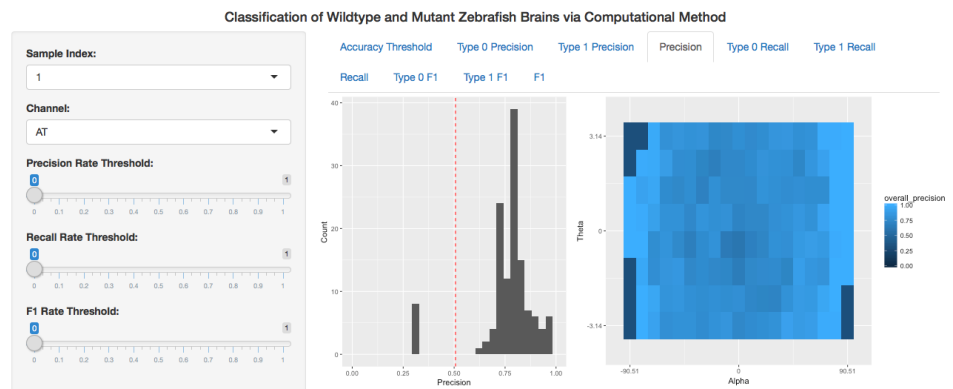 Classification of Wildtype and Mutant Zebrafish Brains via Computational Method
Sample Index:
1
Channel:
AT
Precision Rate Threshold:
0 1
0 0.1 0.2 0.3 0.4 0.5 0.6 0.7 0.8 0.9 1
Recall Rate Threshold:
0 1
0 0.1 0.2 0.3 0.4 0.5 0.6 0.7 0.8 0.9 1
F1 Rate Threshold:
0 1
0 0.1 0.2 0.3 0.4 0.5 0.6 0.7 0.8 0.9 1
Accuracy Threshold Type 0 Precision Type 1 Precision Precision Type 0 Recall Type 1 Recall
Recall Type 0 F1 Type 1 F1 F1
Count
40
30
20
10
0
0.00 0.25 0.50 0.75 1.00
Precision
Theta
3.14
0
-3.14
-90.51 0 90.51
Alpha
overall_precision
1.00
0.75
0.50
0.25
0.00